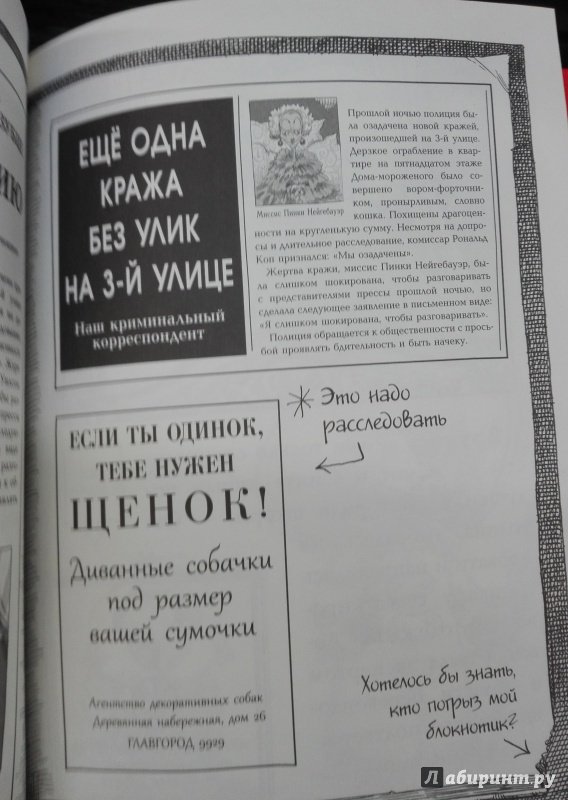 ЕЩЁ ОДНА
КРАЖА
БЕЗ УЛИК
НА 3-Й УЛИЦЕ
Наш криминальный
корреспондент
Миссис Пинки Нейгебауэр
Прошлой ночью полиция бы-
ла озадачена новой кражей,
произошедшей на 3-й улице.
Дерзкое ограбление в квар-
тире на пятнадцатом этаже
Дома-мороженого было со-
вершено вором-форточни-
ком, пронырливым, словно
кошка. Похищены драгоцен-
ности на кругленькую сумму. Несмотря на допро-
сы и длительное расследование, комиссар Рональд
Коп признался: «Мы озадачены».
Жертва кражи, миссис Пинки Нейгебауэр, бы-
ла слишком шокирована, чтобы разговаривать
с представителями прессы прошлой ночью, но
сделала следующее заявление в письменном виде:
«Я слишком шокирована, чтобы разговаривать».
Полиция обращается к общественности с прось-
бой проявлять бдительность и быть начеку.
Это надо
расследовать
ЕСЛИ ТЫ ОДИНОК,
ТЕБЕ НУЖЕН
ЩЕНОК!
Диванные собачки
под размер
вашей сумочки
Агентство декоративных собак
Деревянная набережная, дом 26
ГЛАВГОРОД, 9929
Хотелось бы знать,
кто погрыз мой
блокнотик?
Лабиринт.ру